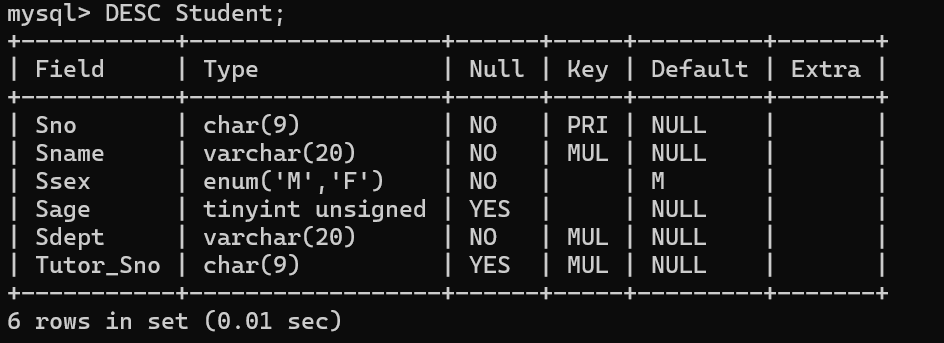 mysql> DESC Student;
+-----------+------------------+------+-----+---------+-------+
| Field     | Type             | Null | Key | Default | Extra |
+-----------+------------------+------+-----+---------+-------+
| Sno       | char(9)          | NO   | PRI | NULL    |       |
| Sname     | varchar(20)      | NO   | MUL | NULL    |       |
| Ssex      | enum('M','F')    | NO   |     | M       |       |
| Sage      | tinyint unsigned | YES  |     | NULL    |       |
| Sdept     | varchar(20)      | NO   | MUL | NULL    |       |
| Tutor_Sno | char(9)          | YES  | MUL | NULL    |       |
+-----------+------------------+------+-----+---------+-------+
6 rows in set (0.01 sec)